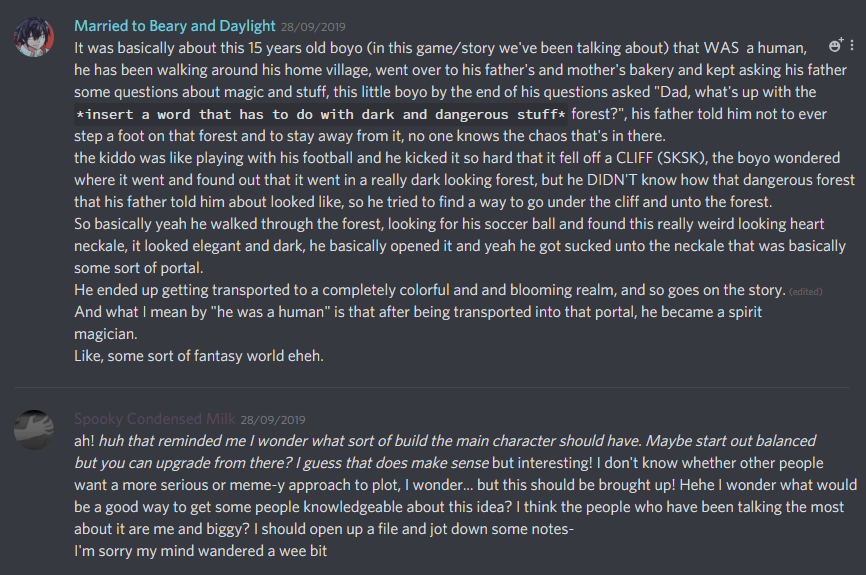 Married to Beary and Daylight 28/09/2019
It was basically about this 15 years old boyo (in this game/story we've been talking about) that WAS a human,
he has been walking around his home village, went over to his father's and mother's bakery and kept asking his father
some questions about magic and stuff, this little boyo by the end of his questions asked "Dad, what's up with the
*insert a word that has to do with dark and dangerous stuff* forest?", his father told him not to ever
step a foot on that forest and to stay away from it, no one knows the chaos that's in there.
the kiddo was like playing with his football and he kicked it so hard that it fell off a CLIFF (SKSK), the boyo wondered
where it went and found out that it went in a really dark looking forest, but he DIDN'T know how that dangerous forest
that his father told him about looked like, so he tried to find a way to go under the cliff and unto the forest.
So basically yeah he walked through the forest, looking for his soccer ball and found this really weird looking heart
neckale, it looked elegant and dark, he basically opened it and yeah he got sucked unto the neckale that was basically
some sort of portal.
He ended up getting transported to a completely colorful and and blooming realm, and so goes on the story. (edited)
And what I mean by "he was a human" is that after being transported into that portal, he became a spirit
magician.
Like, some sort of fantasy world eheh.
Spooky Condensed Milk 28/09/2019
ah! huh that reminded me I wonder what sort of build the main character should have. Maybe start out balanced
but you can upgrade from there? I guess that does make sense but interesting! I don't know whether other people
want a more serious or meme-y approach to plot, I wonder... but this should be brought up! Hehe I wonder what would
be a good way to get some people knowledgeable about this idea? I think the people who have been talking the most
about it are me and biggy? I should open up a file and jot down some notes-
I'm sorry my mind wandered a wee bit